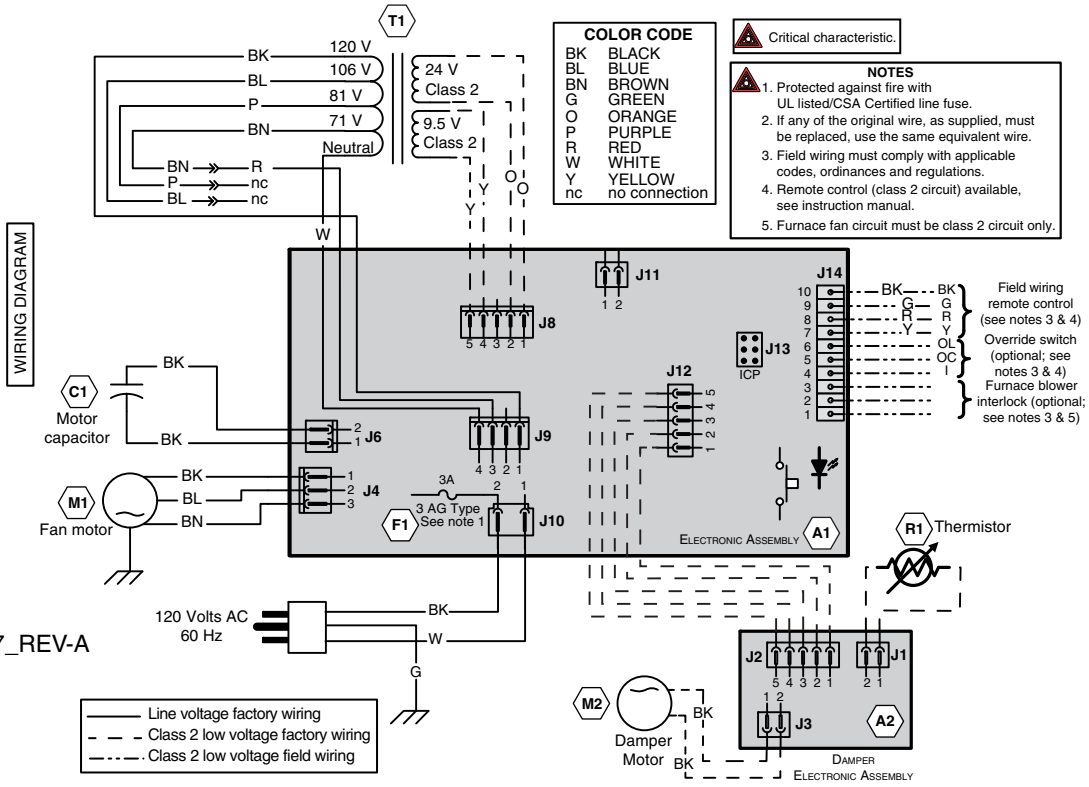 WIRING DIAGRAM
T1
120 V
106 V
81 V
71 V
Neutral
BK
BL
P
BN
BN
R
P
nc
BL
nc
W
24 V
Class 2
9.5 V
Class 2
Y
Y
O
O
COLOR CODE
BK BLACK
BL BLUE
BN BROWN
G GREEN
O ORANGE
P PURPLE
R RED
W WHITE
Y YELLOW
nc no connection
Critical characteristic.
NOTES
1. Protected against fire with
UL listed/CSA Certified line fuse.
2. If any of the original wire, as supplied, must
be replaced, use the same equivalent wire.
3. Field wiring must comply with applicable
codes, ordinances and regulations.
4. Remote control (class 2 circuit) available,
see instruction manual.
5. Furnace fan circuit must be class 2 circuit only.
J11
1 2
J8
5 4 3 2 1
J13
ICP
J12
5
4
3
2
1
J14
10
9
8
7
6
5
4
3
2
1
BK BK
G G
R R
Y Y
OL
OC
I
Field wiring
remote control
(see notes 3 & 4)
Override switch
(optional; see
notes 3 & 4)
Furnace blower
interlock (optional;
see notes 3 & 5)
C1
Motor
capacitor
BK
BK
2
1
J6
J9
4 3 2 1
M1
Fan motor
BK
BL
BN
1
2
3
J4
3A
3 AG Type
See note 1
F1
2 1
J10
ELECTRONIC ASSEMBLY
A1
R1
Thermistor
120 Volts AC
60 Hz
BK
W
G
7_REV-A
Line voltage factory wiring
Class 2 low voltage factory wiring
Class 2 low voltage field wiring
M2
Damper
Motor
BK
BK
J2
5 4 3 2 1
J1
2 1
1 2
J3
A2
DAMPER
ELECTRONIC ASSEMBLY